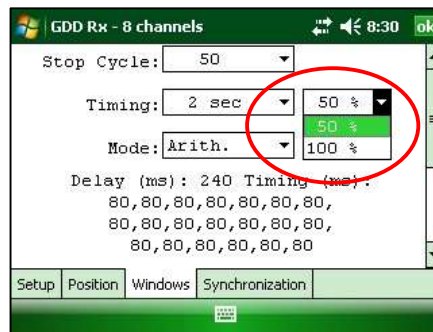 GDD Rx - 8 channels 8:30 ok
Stop Cycle: 50
Timing: 2 sec 50 %
50 %
Mode: Arith. 100 %
Delay (ms): 240 Timing (ms):
80,80,80,80,80,80,80,
80,80,80,80,80,80,80,
80,80,80,80,80,80
Setup Position Windows Synchronization